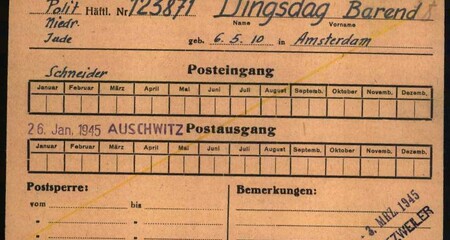 Polit. Häftl. Nr. 123871 Dingsdag Barend
Niedr. Name Vorname
Jude geb. 6.5.10 in Amsterdam
Schneider Posteingang
Januar Februar März April Mai Juni Juli August Septemb. Oktober Novemb. Dezemb.
26. Jan. 1945 AUSCHWITZ Postausgang
Januar Februar März April Mai Juni Juli August Septemb. Oktober Novemb. Dezemb.
Postsperre: Bemerkungen:
vom bis
" "
" "
MRZ. 1945
ZWEILER